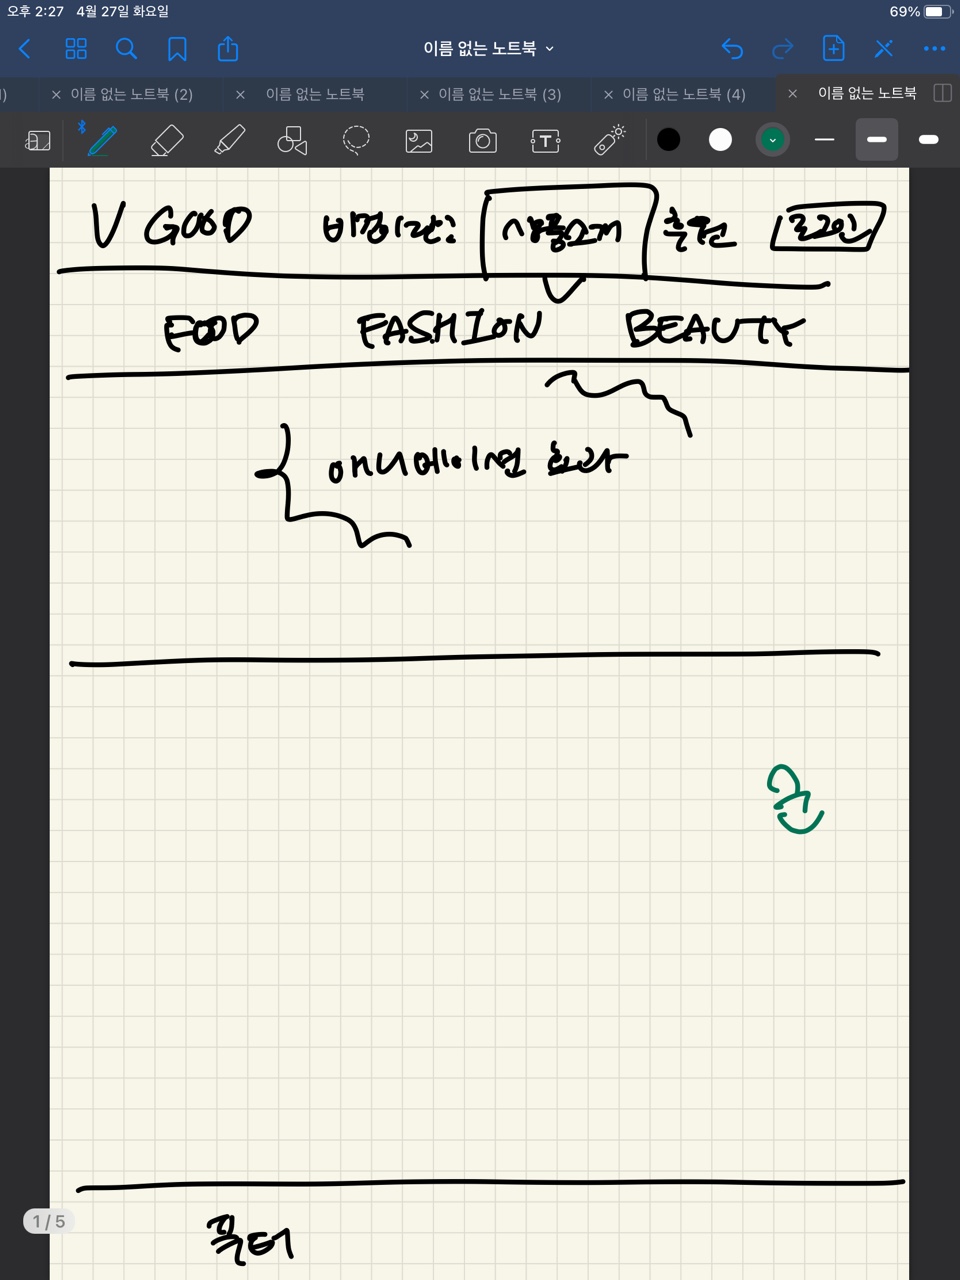 오후 2:27 4월 27일 화요일 69%
이름 없는 노트북
이름 없는 노트북 (2) 이름 없는 노트북 이름 없는 노트북 (3) 이름 없는 노트북 (4) 이름 없는 노트북
T
V GOOD 비건이란? 상품소개 후원 로그인
FOOD FASHION BEAUTY
애니메이션 효과
1 / 5
푸터